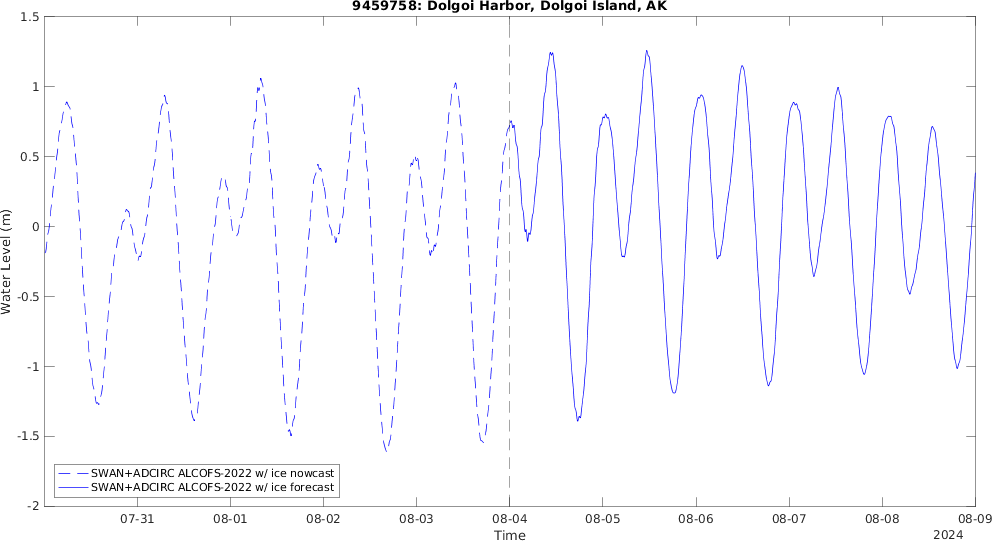 9459758: Dolgoi Harbor, Dolgoi Island, AK
1.5
1
0.5
0
-0.5
-1
-1.5
-2
Water Level (m)
SWAN+ADCIRC ALCOFS-2022 w/ ice nowcast
SWAN+ADCIRC ALCOFS-2022 w/ ice forecast
07-31 08-01 08-02 08-03 08-04 08-05 08-06 08-07 08-08 08-09
Time
2024